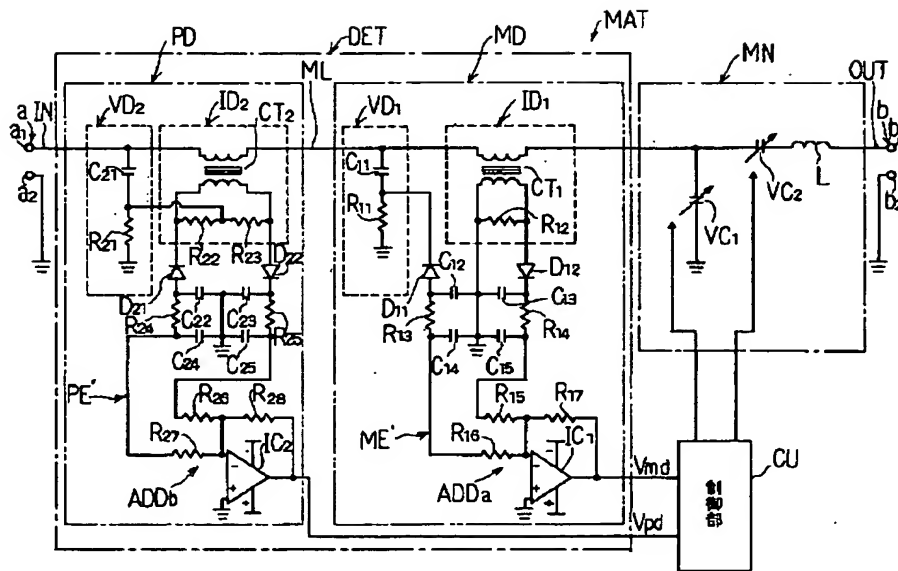 MAT
DET
PD
MD
MN
ML
OUT
IN
a
a1
a2
VD2
ID2
CT2
VD1
ID1
CT1
b
b1
b2
C21
R21
R22
R23
D21
D22
R24
C22
C23
R25
C24
C25
C11
R11
R12
C12
D12
D11
C13
R13
R14
C14
C15
VC1
VC2
L
PE'
R26
R28
R27
IC2
ADDb
ME'
R15
R17
R16
IC1
ADDa
Vmd
Vpd
CU
制御部